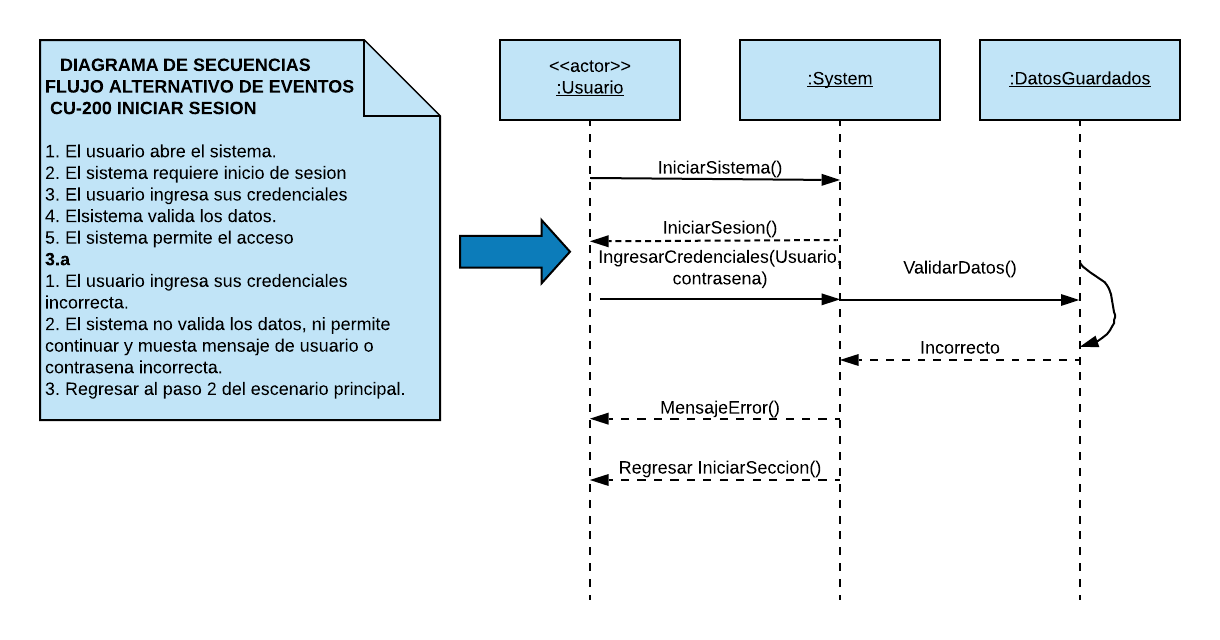 DIAGRAMA DE SECUENCIAS
FLUJO ALTERNATIVO DE EVENTOS
CU-200 INICIAR SESION
1. El usuario abre el sistema.
2. El sistema requiere inicio de sesion
3. El usuario ingresa sus credenciales
4. Elsistema valida los datos.
5. El sistema permite el acceso
3.a
1. El usuario ingresa sus credenciales
incorrecta.
2. El sistema no valida los datos, ni permite
continuar y muesta mensaje de usuario o
contrasena incorrecta.
3. Regresar al paso 2 del escenario principal.
<<actor>>
:Usuario
:System
:DatosGuardados
IniciarSistema()
IniciarSesion()
IngresarCredenciales(Usuario,
contrasena)
ValidarDatos()
Incorrecto
MensajeError()
Regresar IniciarSeccion()